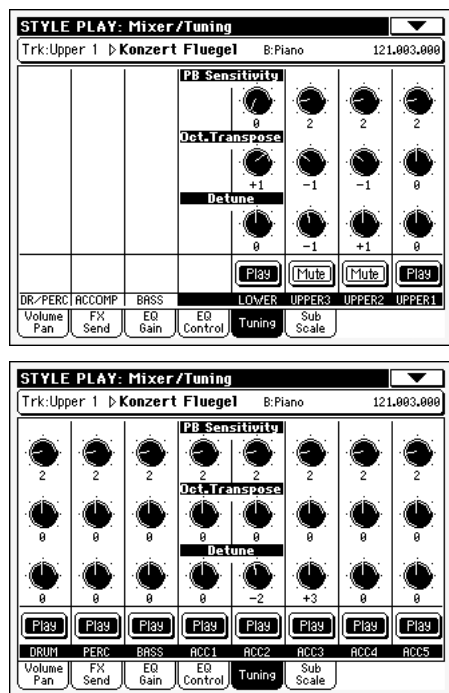 STYLE PLAY: Mixer/Tuning
Trk:Upper 1 ▷Konzert Fluegel B:Piano 121.003.000
PB Sensitivity
0 2 2 2
Oct.Transpose
+1 -1 -1 0
Detune
0 -1 +1 0
Play Mute Mute Play
DR/PERC ACCOMP BASS LOWER UPPER3 UPPER2 UPPER1
Volume Pan FX Send EQ Gain EQ Control Tuning Sub Scale
STYLE PLAY: Mixer/Tuning
Trk:Upper 1 ▷Konzert Fluegel B:Piano 121.003.000
PB Sensitivity
2 2 2 2 2 2 2 2
Oct.Transpose
0 0 0 0 0 0 0 0
Detune
0 0 0 0 -2 +3 0 0
Play Play Play Play Play Play Play Play
DRUM PERC BASS ACC1 ACC2 ACC3 ACC4 ACC5
Volume Pan FX Send EQ Gain EQ Control Tuning Sub Scale